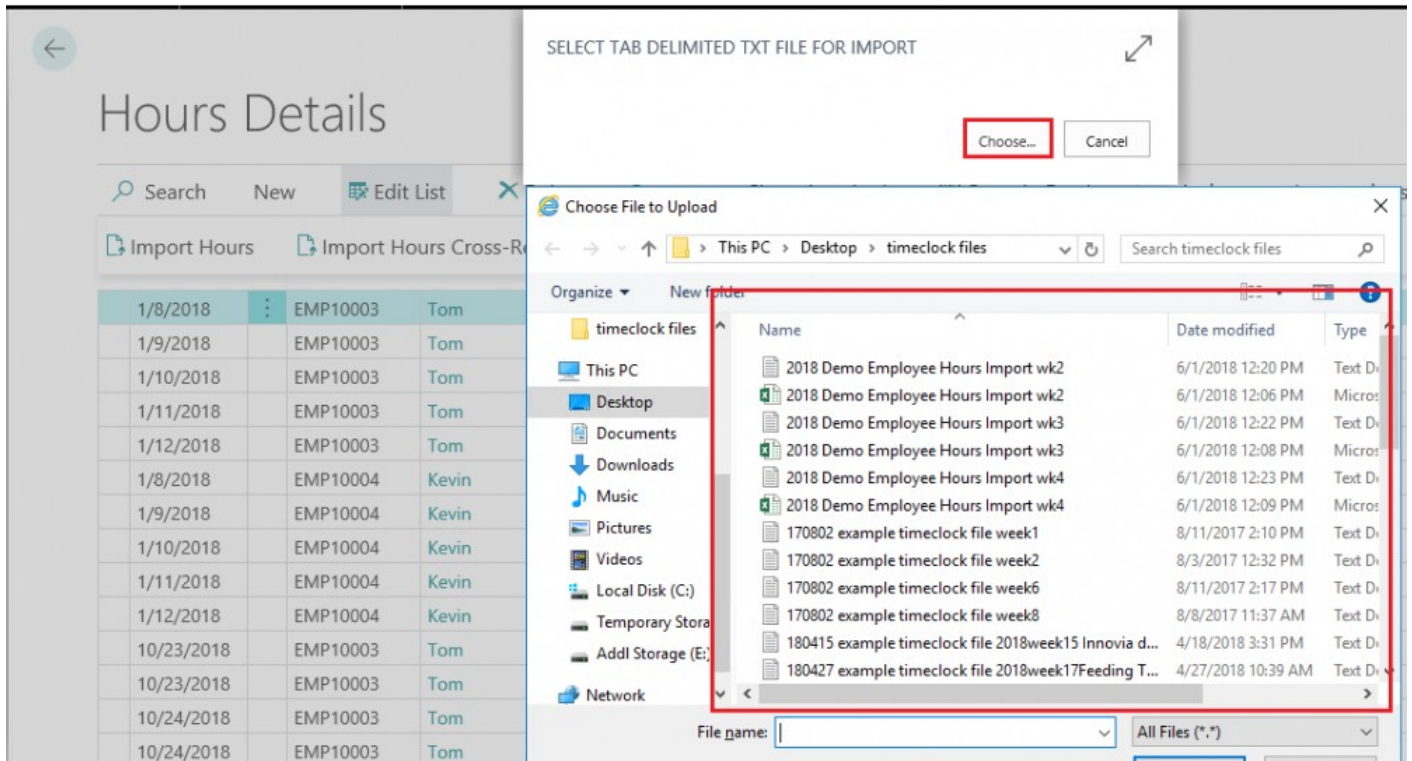 SELECT TAB DELIMITED TXT FILE FOR IMPORT
Choose...
Cancel
Hours Details
Search
New
Edit List
Import Hours
Import Hours Cross-Re
1/8/2018 EMP10003 Tom
1/9/2018 EMP10003 Tom
1/10/2018 EMP10003 Tom
1/11/2018 EMP10003 Tom
1/12/2018 EMP10003 Tom
1/8/2018 EMP10004 Kevin
1/9/2018 EMP10004 Kevin
1/10/2018 EMP10004 Kevin
1/11/2018 EMP10004 Kevin
1/12/2018 EMP10004 Kevin
10/23/2018 EMP10003 Tom
10/23/2018 EMP10003 Tom
10/24/2018 EMP10003 Tom
10/24/2018 EMP10003 Tom
Choose File to Upload
This PC > Desktop > timeclock files
Search timeclock files
Organize
New folder
timeclock files
This PC
Desktop
Documents
Downloads
Music
Pictures
Videos
Local Disk (C:)
Temporary Stora
Addl Storage (E:)
Network
Name Date modified Type
2018 Demo Employee Hours Import wk2 6/1/2018 12:20 PM Text D
2018 Demo Employee Hours Import wk2 6/1/2018 12:06 PM Micros
2018 Demo Employee Hours Import wk3 6/1/2018 12:22 PM Text D
2018 Demo Employee Hours Import wk3 6/1/2018 12:08 PM Micros
2018 Demo Employee Hours Import wk4 6/1/2018 12:23 PM Text D
2018 Demo Employee Hours Import wk4 6/1/2018 12:09 PM Micros
170802 example timeclock file week1 8/11/2017 2:10 PM Text D
170802 example timeclock file week2 8/3/2017 12:32 PM Text D
170802 example timeclock file week6 8/11/2017 2:17 PM Text D
170802 example timeclock file week8 8/8/2017 11:37 AM Text D
180415 example timeclock file 2018week15 Innovia d... 4/18/2018 3:31 PM Text D
180427 example timeclock file 2018week17Feeding T... 4/27/2018 10:39 AM Text D
File name:
All Files (*.*)